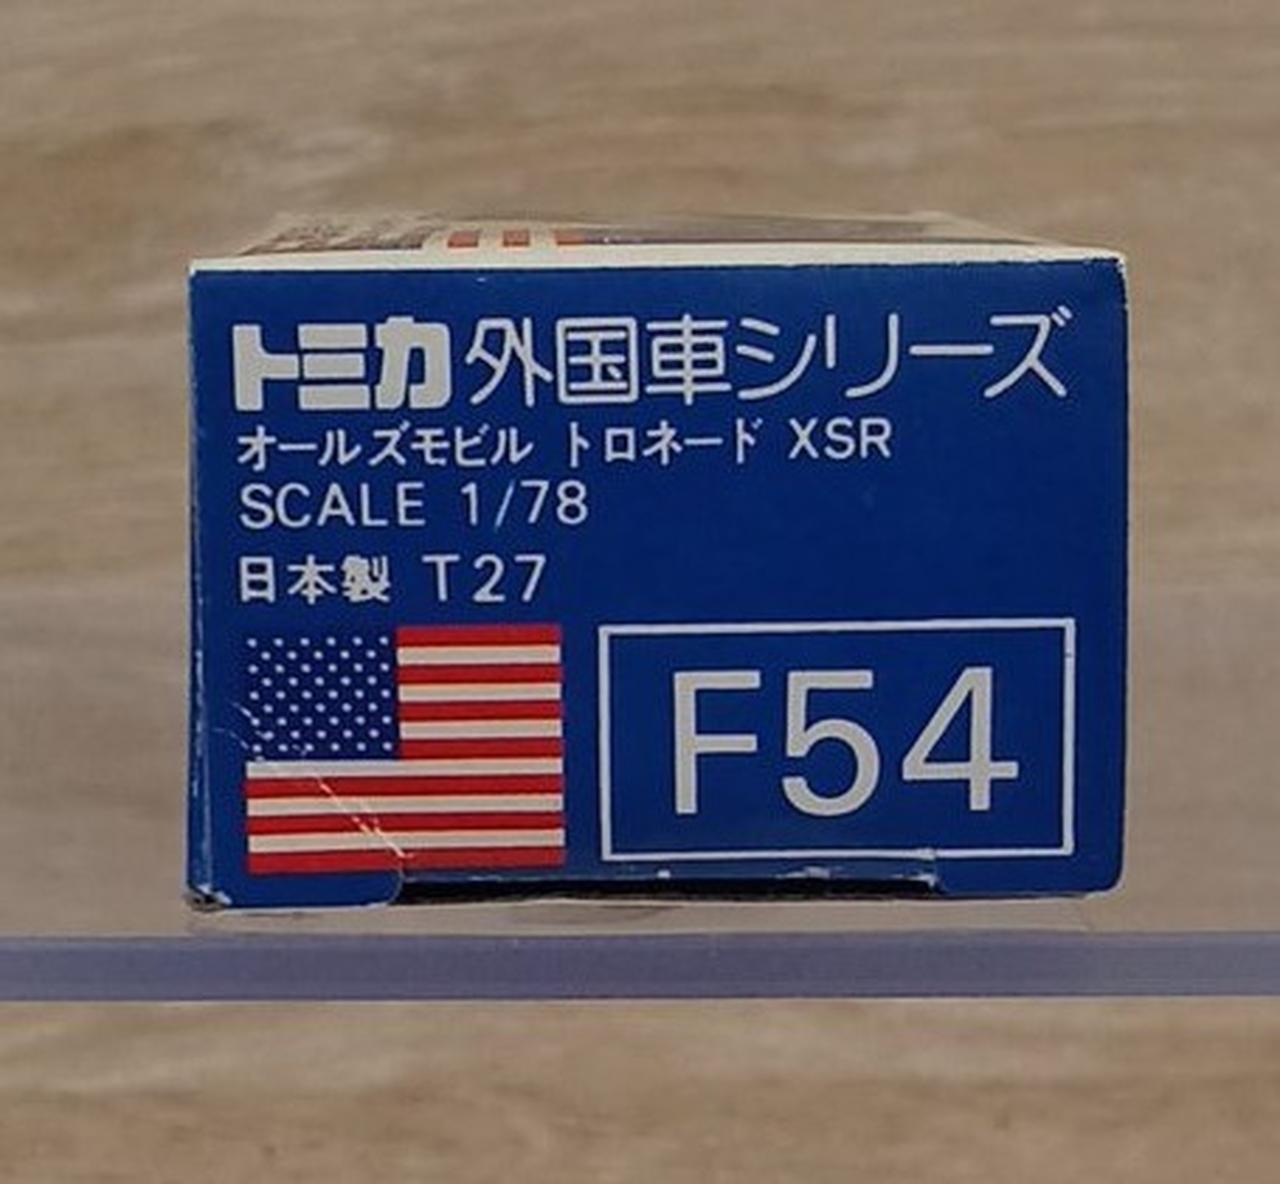 トミカ外国車シリーズ
オールズモビル トロネード XSR
SCALE 1/78
日本製 T27
F54